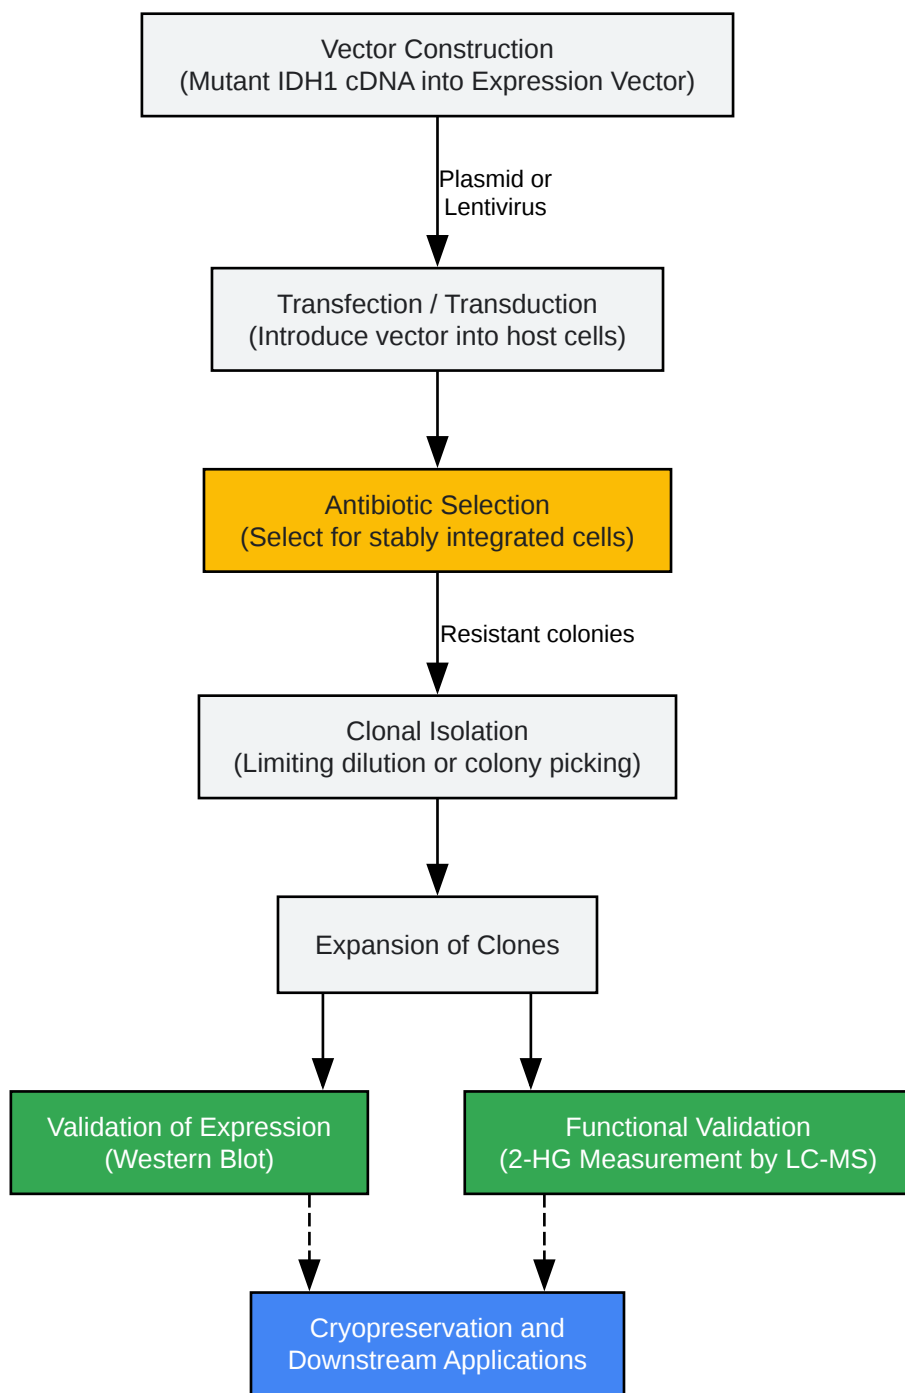 Vector Construction
(Mutant IDH1 cDNA into Expression Vector)
Plasmid or
Lentivirus
Transfection / Transduction
(Introduce vector into host cells)
Antibiotic Selection
(Select for stably integrated cells)
Resistant colonies
Clonal Isolation
(Limiting dilution or colony picking)
Expansion of Clones
Validation of Expression
(Western Blot)
Functional Validation
(2-HG Measurement by LC-MS)
Cryopreservation and
Downstream Applications